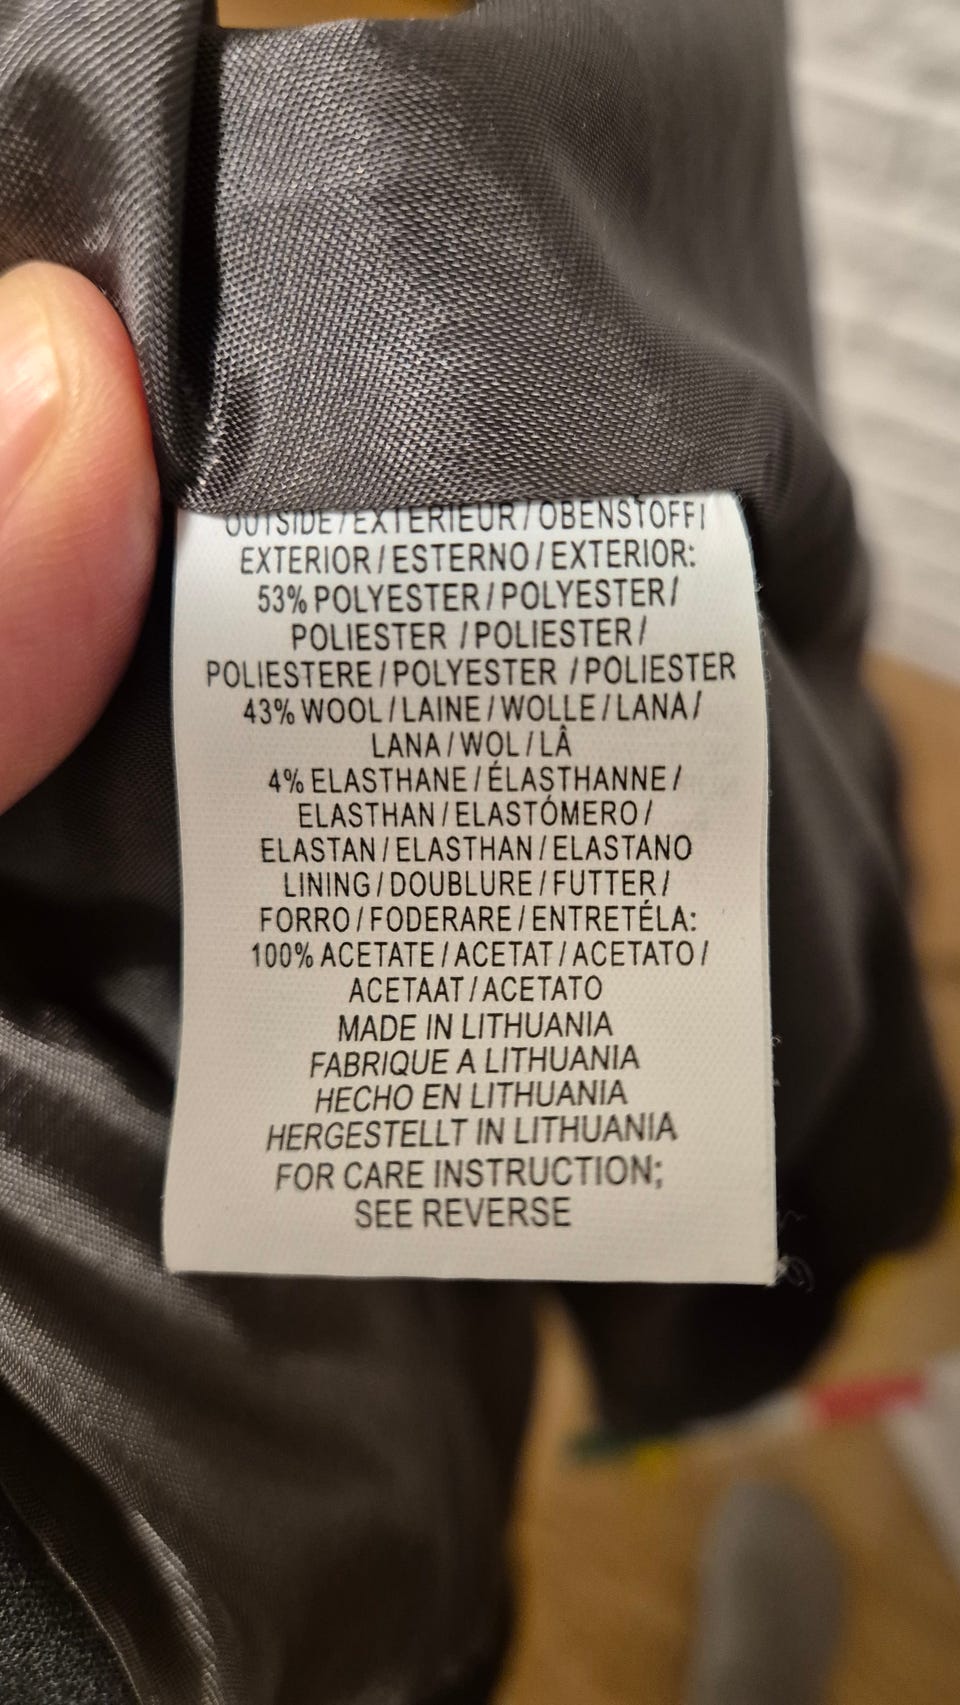 OUTSIDE / EXTERIEUR / OBENSTOFF /
EXTERIOR / ESTERNO / EXTERIOR:
53% POLYESTER / POLYESTER /
POLIESTER / POLIESTER /
POLIESTERE / POLYESTER / POLIESTER
43% WOOL / LAINE / WOLLE / LANA /
LANA / WOL / LÂ
4% ELASTHANE / ÉLASTHANNE /
ELASTHAN / ELASTÓMERO /
ELASTAN / ELASTHAN / ELASTANO
LINING / DOUBLURE / FUTTER /
FORRO / FODERARE / ENTRETÉLA:
100% ACETATE / ACETAT / ACETATO /
ACETAAT / ACETATO
MADE IN LITHUANIA
FABRIQUE A LITHUANIA
HECHO EN LITHUANIA
HERGESTELLT IN LITHUANIA
FOR CARE INSTRUCTION;
SEE REVERSE